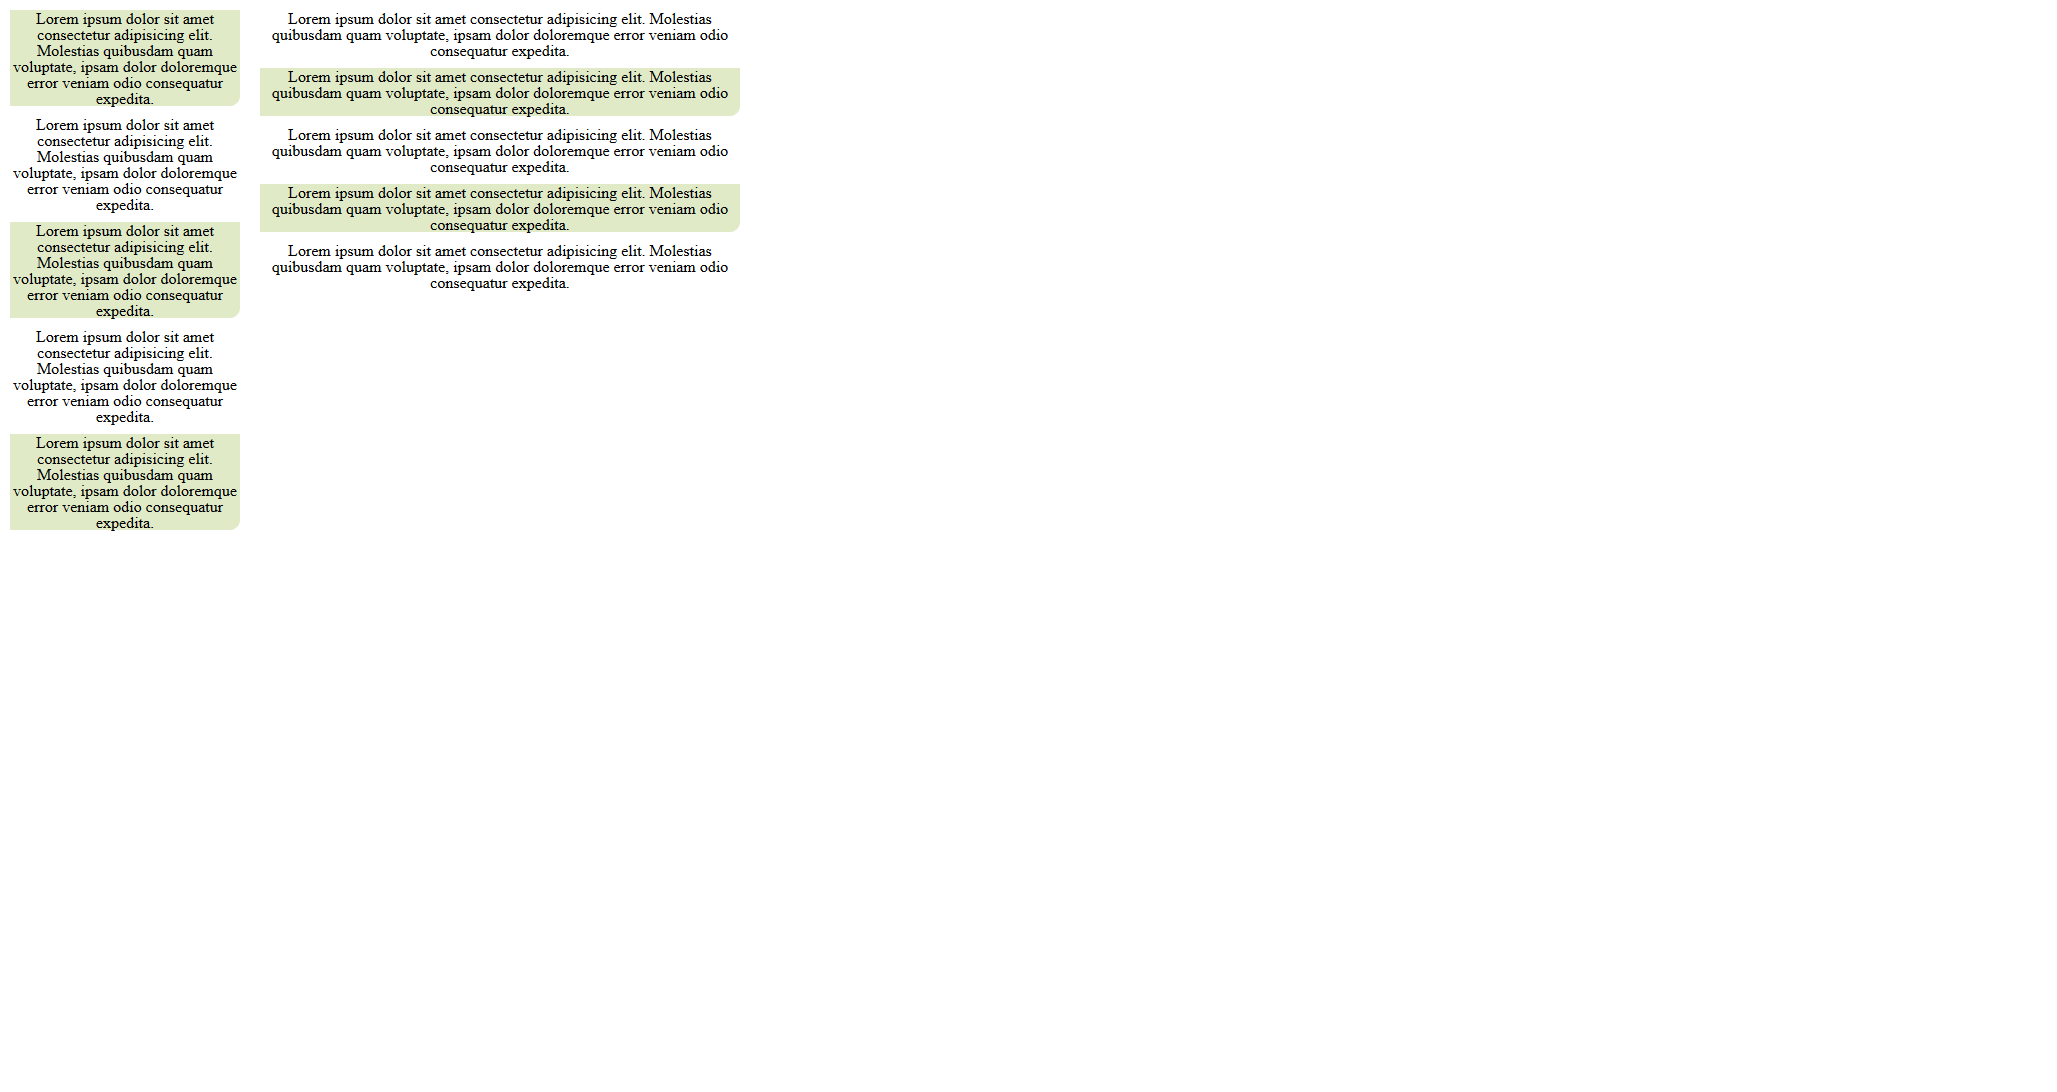 Lorem ipsum dolor sit amet
consectetur adipisicing elit.
Molestias quibusdam quam
voluptate, ipsam dolor doloremque
error veniam odio consequatur
expedita.
Lorem ipsum dolor sit amet
consectetur adipisicing elit.
Molestias quibusdam quam
voluptate, ipsam dolor doloremque
error veniam odio consequatur
expedita.
Lorem ipsum dolor sit amet
consectetur adipisicing elit.
Molestias quibusdam quam
voluptate, ipsam dolor doloremque
error veniam odio consequatur
expedita.
Lorem ipsum dolor sit amet
consectetur adipisicing elit.
Molestias quibusdam quam
voluptate, ipsam dolor doloremque
error veniam odio consequatur
expedita.
Lorem ipsum dolor sit amet
consectetur adipisicing elit.
Molestias quibusdam quam
voluptate, ipsam dolor doloremque
error veniam odio consequatur
expedita.
Lorem ipsum dolor sit amet consectetur adipisicing elit. Molestias
quibusdam quam voluptate, ipsam dolor doloremque error veniam odio
consequatur expedita.
Lorem ipsum dolor sit amet consectetur adipisicing elit. Molestias
quibusdam quam voluptate, ipsam dolor doloremque error veniam odio
consequatur expedita.
Lorem ipsum dolor sit amet consectetur adipisicing elit. Molestias
quibusdam quam voluptate, ipsam dolor doloremque error veniam odio
consequatur expedita.
Lorem ipsum dolor sit amet consectetur adipisicing elit. Molestias
quibusdam quam voluptate, ipsam dolor doloremque error veniam odio
consequatur expedita.
Lorem ipsum dolor sit amet consectetur adipisicing elit. Molestias
quibusdam quam voluptate, ipsam dolor doloremque error veniam odio
consequatur expedita.